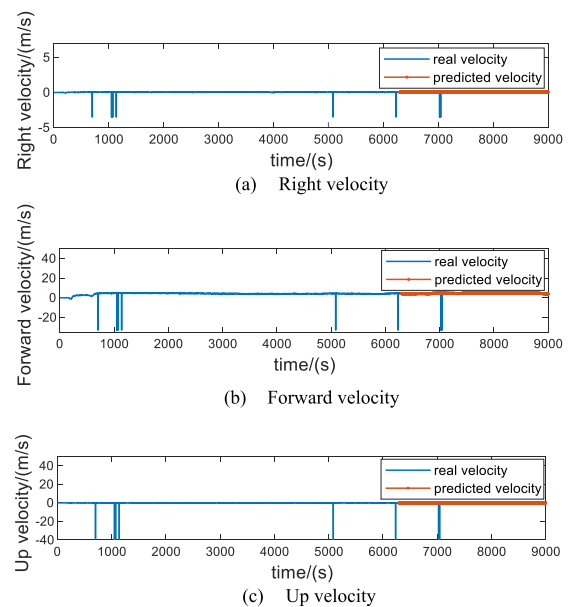 Right velocity/(m/s)
5
0
-5
real velocity
predicted velocity
0 1000 2000 3000 4000 5000 6000 7000 8000 9000
time/(s)
(a) Right velocity
Forward velocity/(m/s)
40
20
0
-20
real velocity
predicted velocity
0 1000 2000 3000 4000 5000 6000 7000 8000 9000
time/(s)
(b) Forward velocity
Up velocity/(m/s)
40
20
0
-20
-40
real velocity
predicted velocity
0 1000 2000 3000 4000 5000 6000 7000 8000 9000
time/(s)
(c) Up velocity